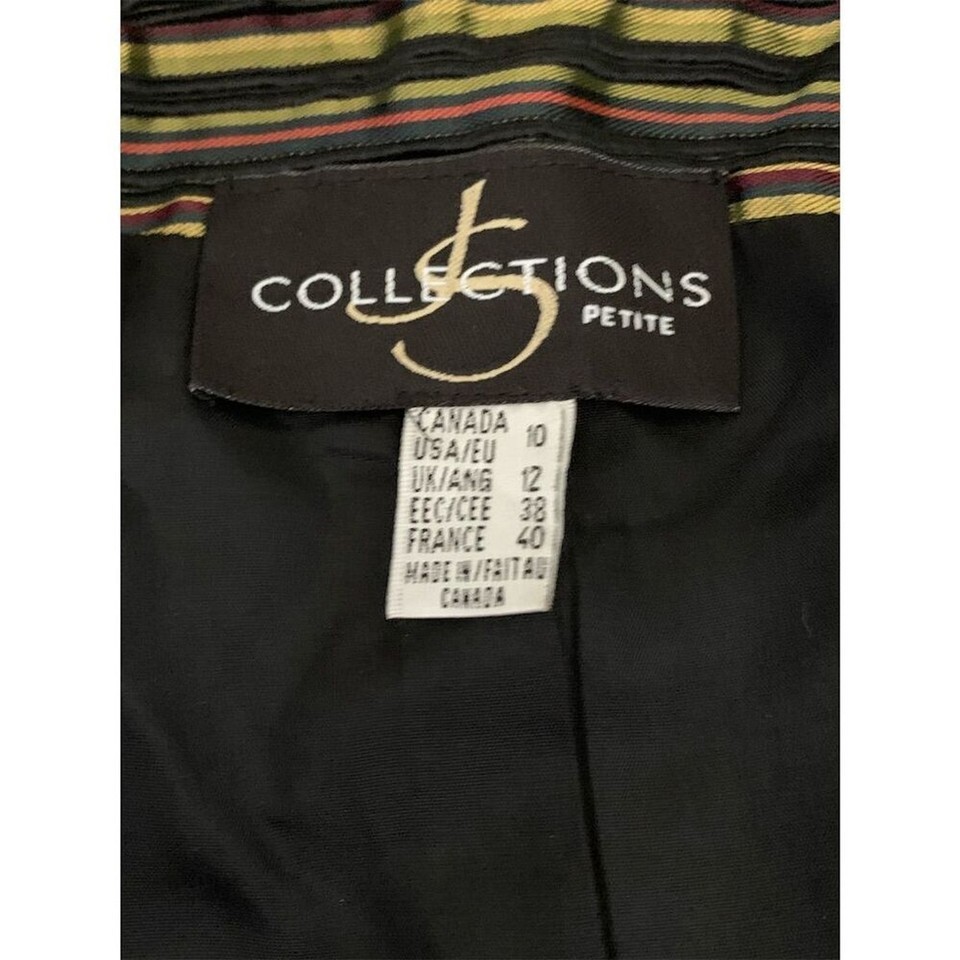 JS
COLLECTIONS
PETITE
CANADA 10
USA/EU
UK/ANG 12
EEC/CEE 38
FRANCE 40
MADE IN/FAIT AU
CANADA